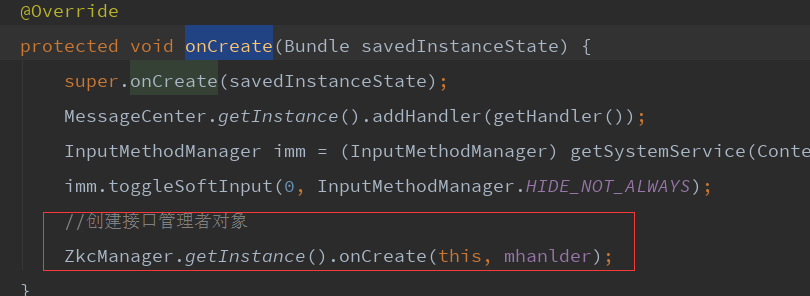 @Override
protected void onCreate(Bundle savedInstanceState) {
super.onCreate(savedInstanceState);
MessageCenter.getInstance().addHandler(getHandler());
InputMethodManager imm = (InputMethodManager) getSystemService(Conte
imm.toggleSoftInput(0, InputMethodManager.HIDE_NOT_ALWAYS);
//创建接口管理者对象
ZkcManager.getInstance().onCreate(this, mhanlder);
}